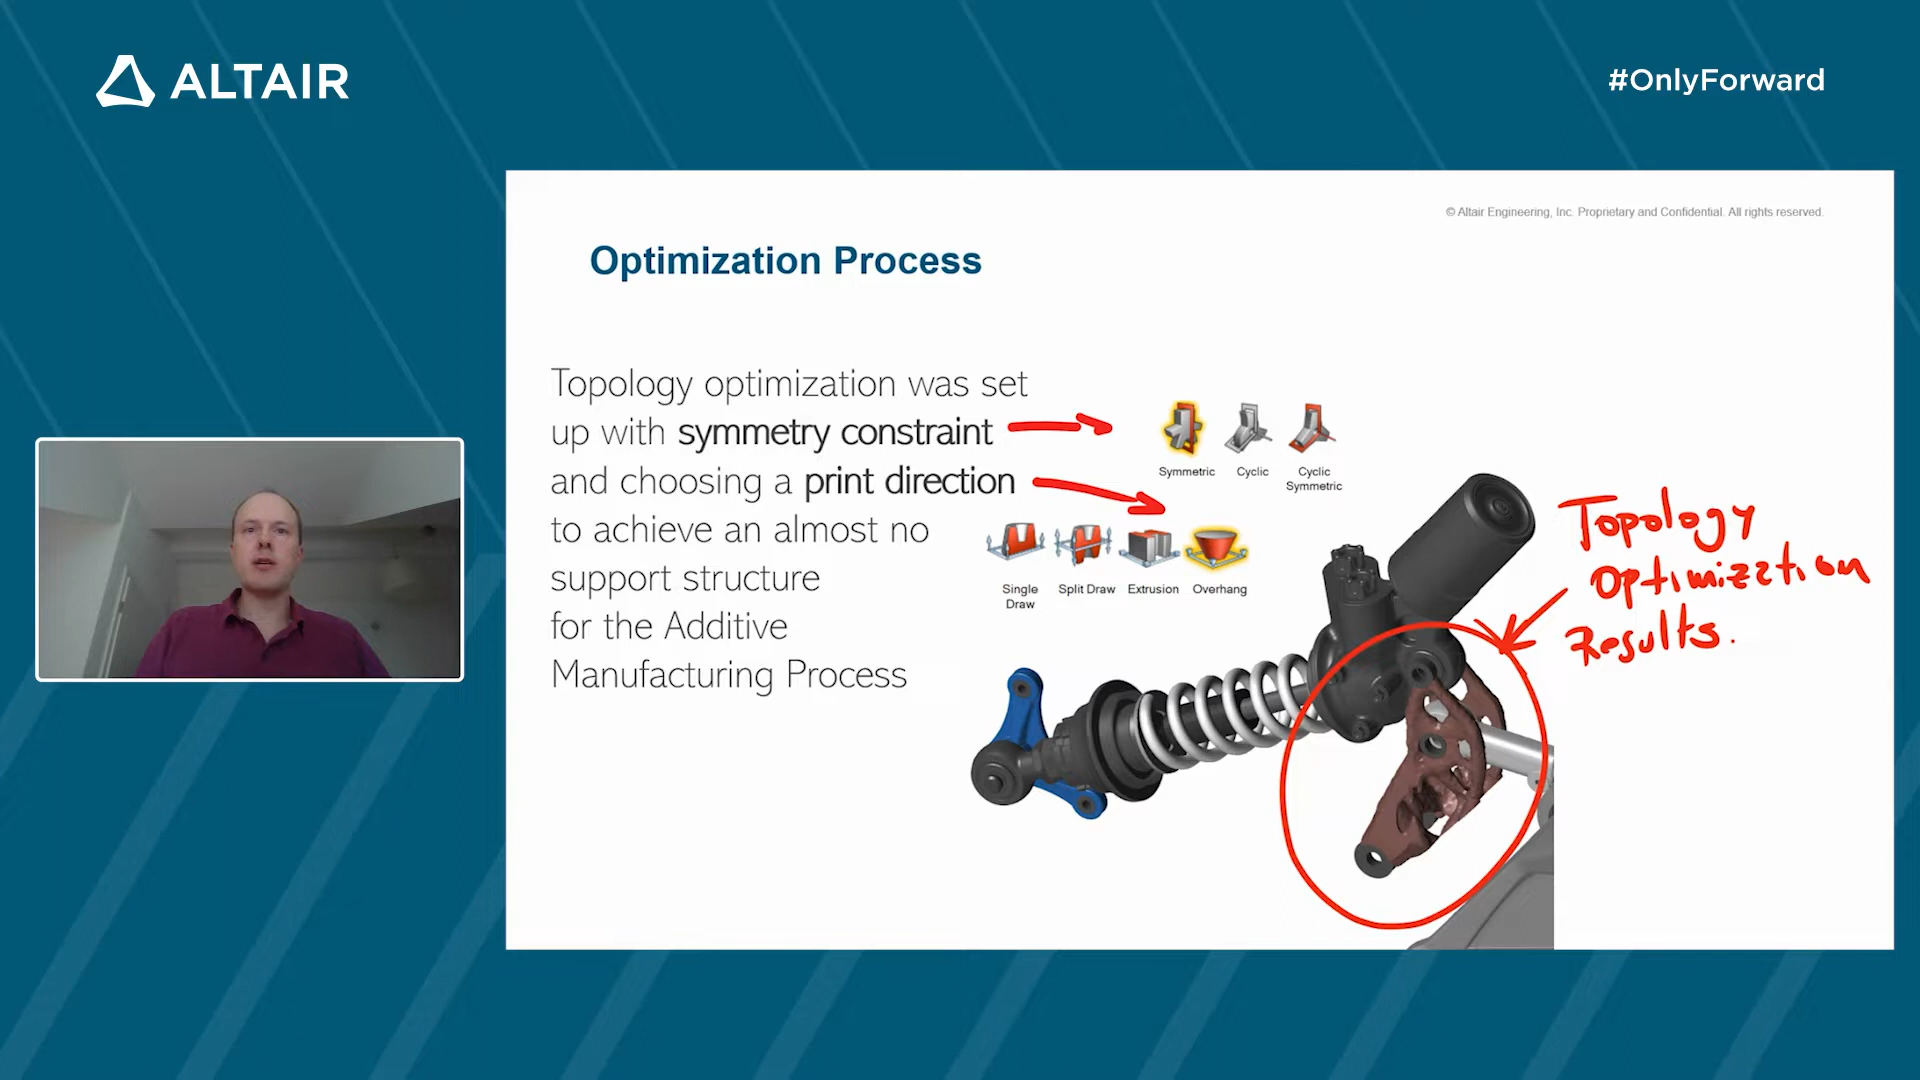 ALTAIR
#OnlyForward
© Altair Engineering, Inc. Proprietary and Confidential. All rights reserved.
Optimization Process
Topology optimization was set
up with symmetry constraint
and choosing a print direction
to achieve an almost no
support structure
for the Additive
Manufacturing Process
Symmetric
Cyclic
Cyclic
Symmetric
Single
Draw
Split Draw
Extrusion
Overhang
Topology
Optimization
Results.